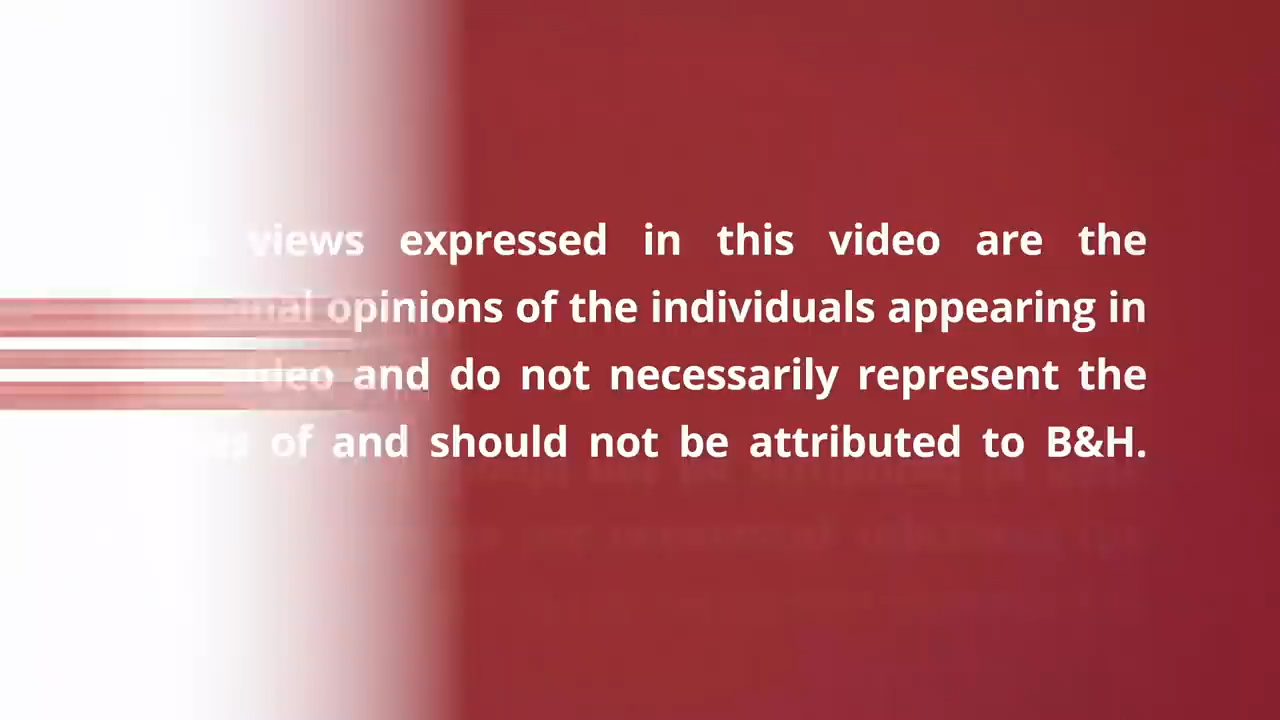 views expressed in this video are the
opinions of the individuals appearing in
video and do not necessarily represent the
of and should not be attributed to B&H.